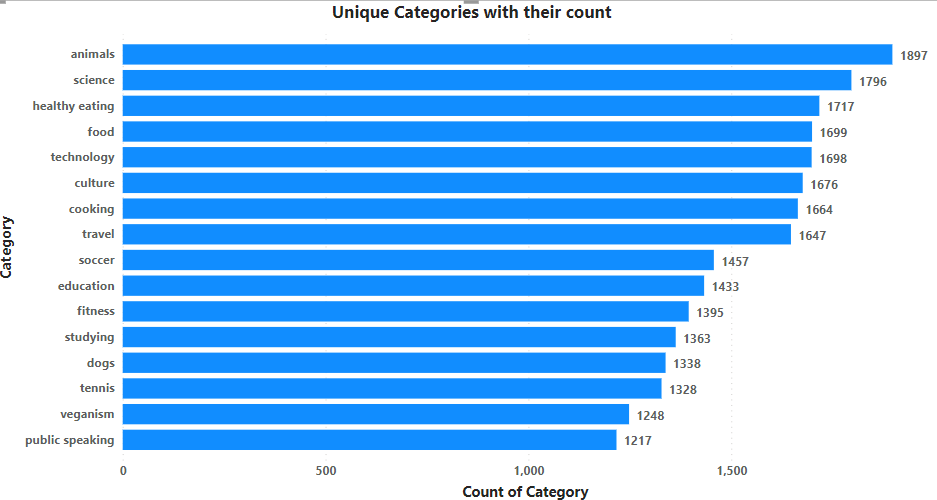 Unique Categories with their count
Category
animals 1897
science 1796
healthy eating 1717
food 1699
technology 1698
culture 1676
cooking 1664
travel 1647
soccer 1457
education 1433
fitness 1395
studying 1363
dogs 1338
tennis 1328
veganism 1248
public speaking 1217
0 500 1,000 1,500
Count of Category